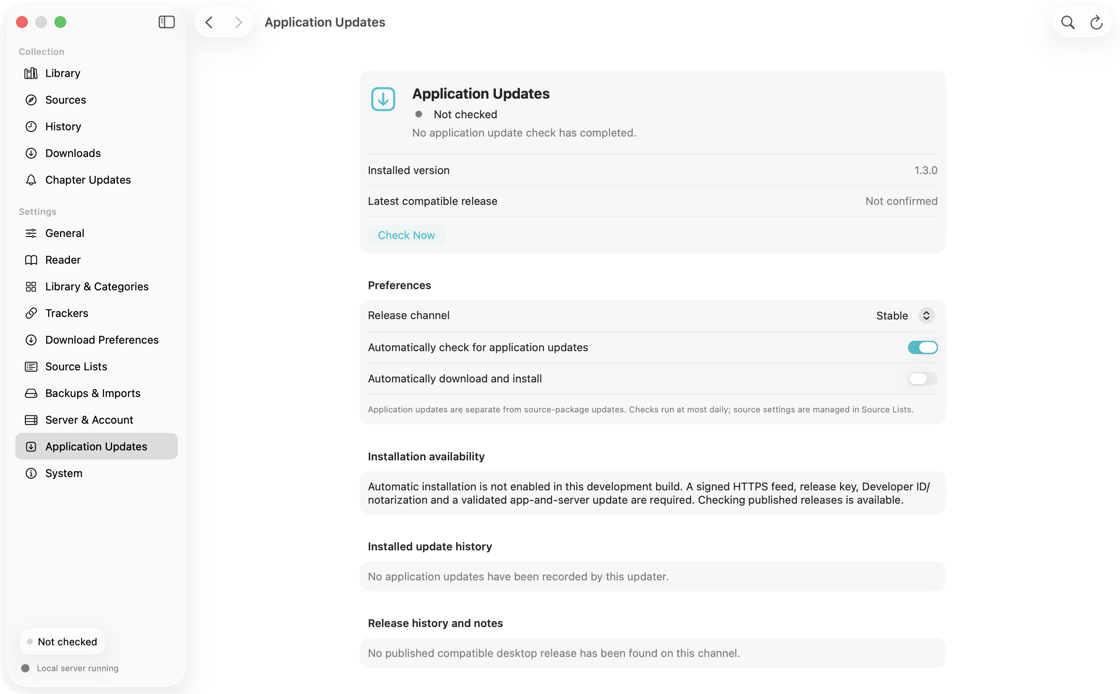 Application Updates
Collection
Library
Sources
History
Downloads
Chapter Updates
Settings
General
Reader
Library & Categories
Trackers
Download Preferences
Source Lists
Backups & Imports
Server & Account
Application Updates
System
Not checked
Local server running
Application Updates
Not checked
No application update check has completed.
Installed version 1.3.0
Latest compatible release Not confirmed
Check Now
Preferences
Release channel Stable
Automatically check for application updates
Automatically download and install
Application updates are separate from source-package updates. Checks run at most daily; source settings are managed in Source Lists.
Installation availability
Automatic installation is not enabled in this development build. A signed HTTPS feed, release key, Developer ID/
notarization and a validated app-and-server update are required. Checking published releases is available.
Installed update history
No application updates have been recorded by this updater.
Release history and notes
No published compatible desktop release has been found on this channel.